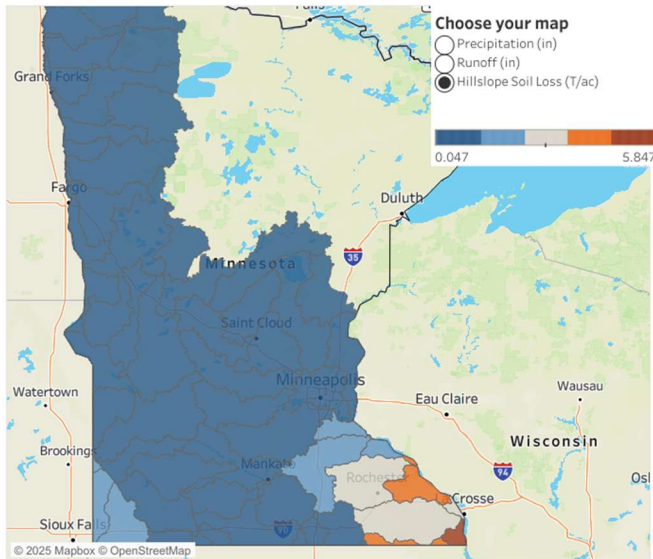 Falls
Choose your map
Precipitation (in)
Runoff (in)
Hillslope Soil Loss (T/ac)
0.047 5.847
Grand Forks
Fargo
Duluth
35
Minnesota
Saint Cloud
Minneapolis
Watertown
Eau Claire
Wausau
Brookings
Wisconsin
Mankato
Rochester
94
La Crosse
Sioux Falls
© 2025 Mapbox © OpenStreetMap